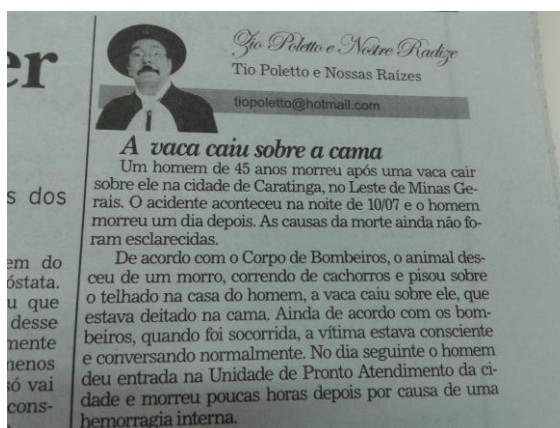 er
s dos
em do
óstata.
u que
desse
mente
menos
só vai
cons-
Zio Poletto e Nostre Radize
Tio Poletto e Nossas Raízes
tiopoletto@hotmail.com
A vaca caiu sobre a cama
Um homem de 45 anos morreu após uma vaca cair
sobre ele na cidade de Caratinga, no Leste de Minas Ge-
rais. O acidente aconteceu na noite de 10/07 e o homem
morreu um dia depois. As causas da morte ainda não fo-
ram esclarecidas.
De acordo com o Corpo de Bombeiros, o animal des-
ceu de um morro, correndo de cachorros e pisou sobre
o telhado na casa do homem, a vaca caiu sobre ele, que
estava deitado na cama. Ainda de acordo com os bom-
beiros, quando foi socorrida, a vítima estava consciente
e conversando normalmente. No dia seguinte o homem
deu entrada na Unidade de Pronto Atendimento da ci-
dade e morreu poucas horas depois por causa de uma
hemorragia interna.